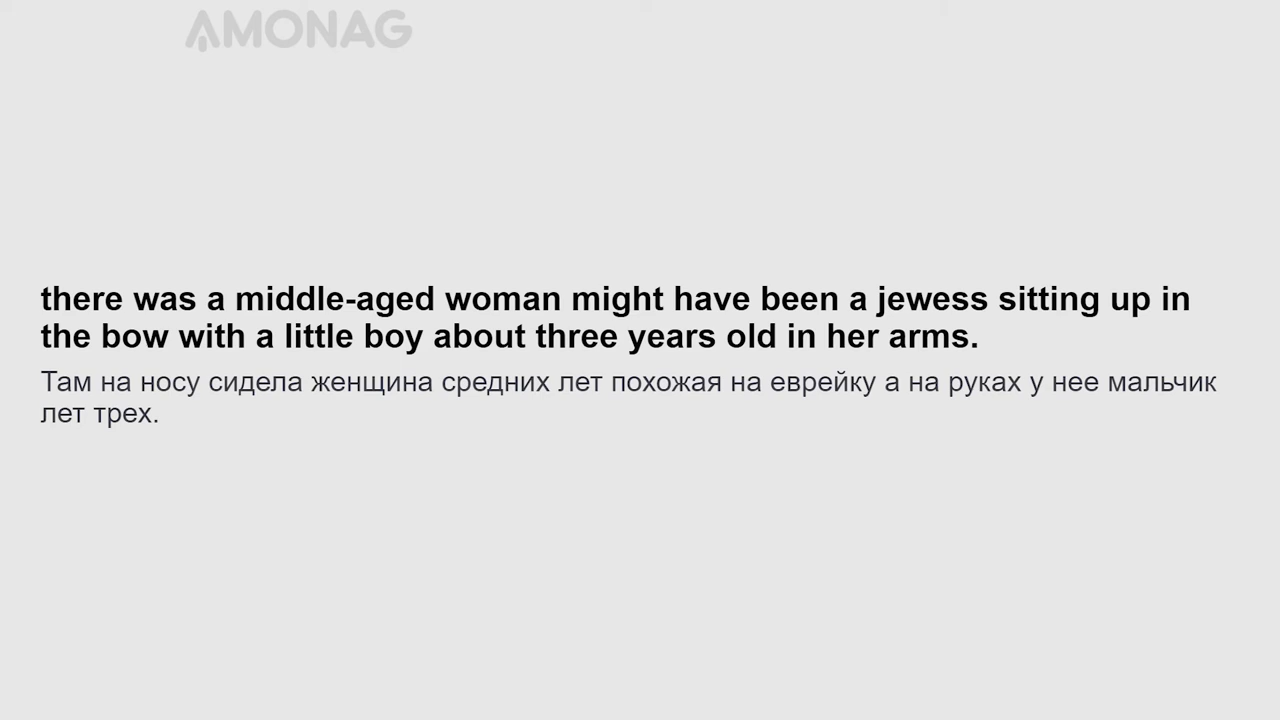 AMONAG
there was a middle-aged woman might have been a jewess sitting up in
the bow with a little boy about three years old in her arms.
Там на носу сидела женщина средних лет похожая на еврейку а на руках у нее мальчик
лет трех.